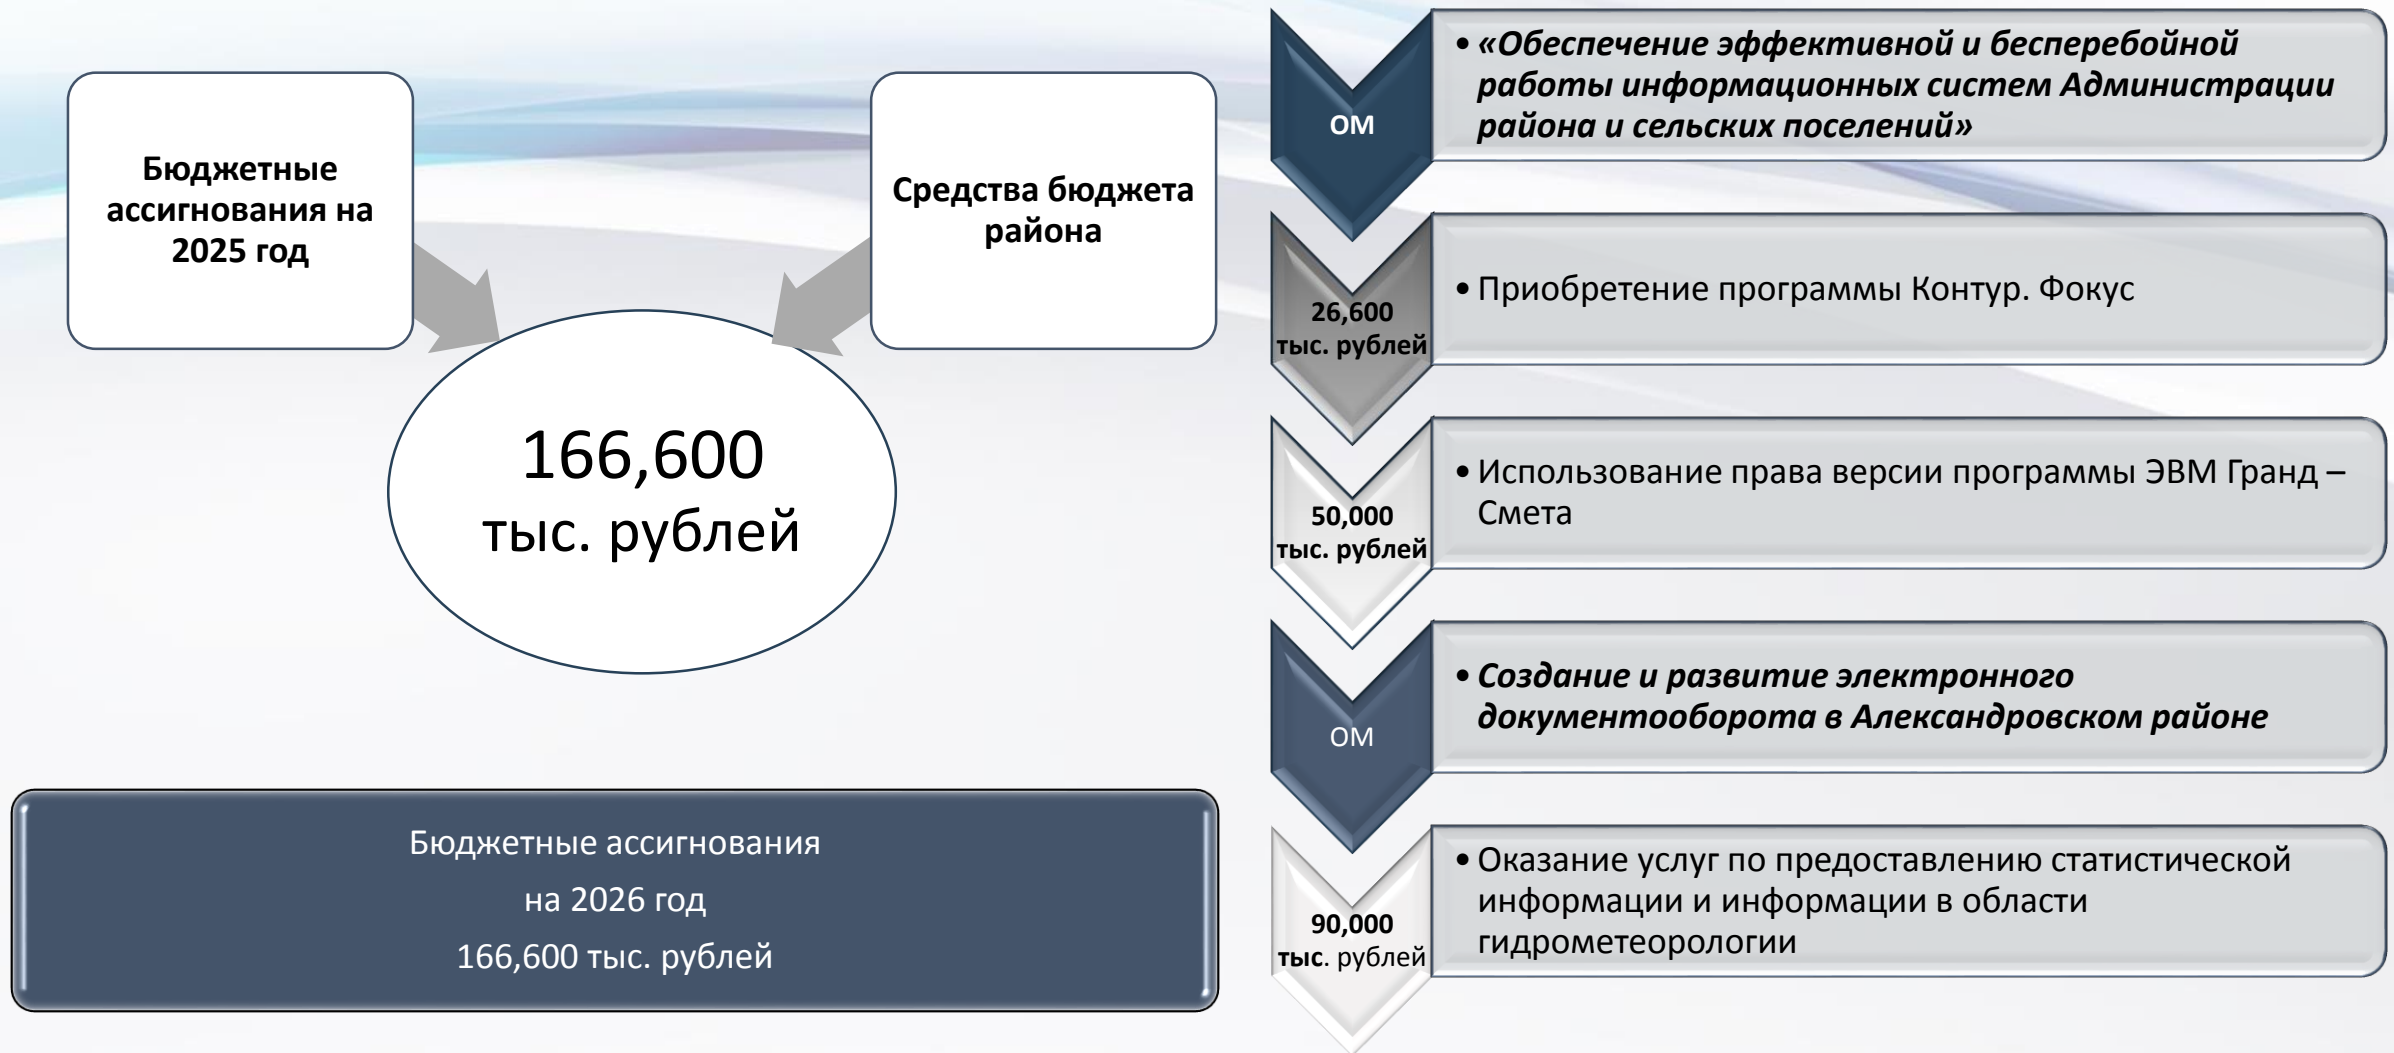 Бюджетные
ассигнования на
2025 год
Средства бюджета
района
166,600
тыс. рублей
Бюджетные ассигнования
на 2026 год
166,600 тыс. рублей
ОМ
• «Обеспечение эффективной и бесперебойной
работы информационных систем Администрации
района и сельских поселений»
26,600
тыс. рублей
• Приобретение программы Контур. Фокус
50,000
тыс. рублей
• Использование права версии программы ЭВМ Гранд –
Смета
ОМ
• Создание и развитие электронного
документооборота в Александровском районе
90,000
тыс. рублей
• Оказание услуг по предоставлению статистической
информации и информации в области
гидрометеорологии